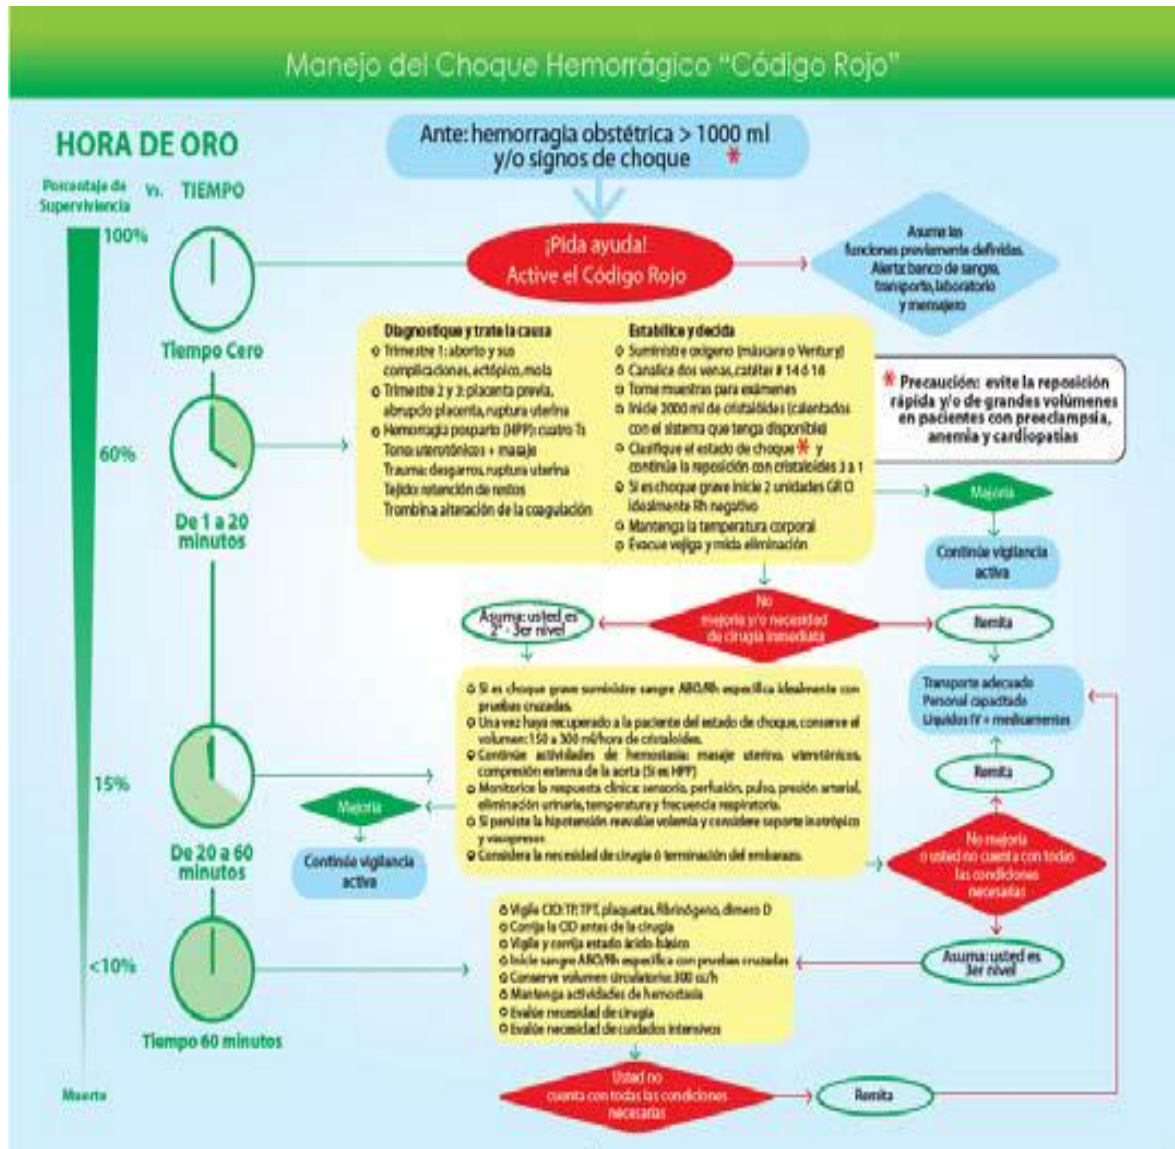 Manejo del Choque Hemorrágico "Código Rojo"
HORA DE ORO
Porcentaje de
Superviviencia
Vs.
TIEMPO
Ante: hemorragia obstétrica > 1000 ml
y/o signos de choque *
100%
¡Pida ayuda!
Active el Código Rojo
Asuma las
funciones previamente definidas.
Alerta: banco de sangre,
transporte, laboratorio
y mensajero
Tiempo Cero
Diagnostique y trate la causa
Trimestre 1: aborto y sus
complicaciones, ectópico, mola
Trimestre 2 y 3: placenta previa,
abrupcio placenta, ruptura uterina
Hemorragia posparto (HPP): cuatro Ts
Tono: uterotónicos + masaje
Trauma: desgarros, ruptura uterina
Tejido: retención de restos
Trombina: alteración de la coagulación
Estabilice y decida
Suministre oxígeno (máscara o Ventury)
Canalice dos venas, catéter # 14 ó 16
Tome muestras para exámenes
Inicie 2000 ml de cristalóides (calentados
con el sistema que tenga disponible)
Clasifique el estado de choque * y
continúa la reposición con cristaloides 3 a 1
Si es choque grave inicie 2 unidades GR O
idealmente Rh negativo
Mantenga la temperatura corporal
Evacue vejiga y mida eliminación
* Precaución: evite la reposición
rápida y/o de grandes volúmenes
en pacientes con preeclampsia,
anemia y cardiopatías
60%
De 1 a 20
minutos
Mejoría
Continúe vigilancia
activa
No
mejoría y/o necesidad
de cirugía inmediata
Asuma: usted es
2° - 3er nivel
Remita
Transporte adecuado
Personal capacitado
Líquidos IV + medicamentos
Si es choque grave suministre sangre ABO/Rh específica idealmente con
pruebas cruzadas.
Una vez haya recuperado a la paciente del estado de choque, conserve el
volumen: 150 a 300 ml/hora de cristaloides.
Continúe actividades de hemostasia: masaje uterino, uterotónicos,
compresión externa de la aorta (Si es HPP)
Monitorice la respuesta clínica: sensorio, perfusión, pulso, presión arterial,
eliminación urinaria, temperatura y frecuencia respiratoria.
Si persiste la hipotensión reevalúe volemia y considere soporte inotrópico
y vasopresor.
Considera la necesidad de cirugía ó terminación del embarazo.
15%
De 20 a 60
minutos
Mejoría
Continúe vigilancia
activa
Remita
No mejoría
o usted no cuenta con todas
las condiciones
necesarias
Asuma: usted es
3er nivel
Vigile CID: TP, TPT, plaquetas, fibrinógeno, dímero D
Corrija la CID antes de la cirugía
Vigile y corrija estado ácido-básico
Inicie sangre ABO/Rh específica con pruebas cruzadas
Conserve volumen circulatorio: 300 cc/h
Mantenga actividades de hemostasia
Evalúe necesidad de cirugía
Evalúe necesidad de cuidados intensivos
<10%
Tiempo 60 minutos
Usted no
cuenta con todas las condiciones
necesarias
Remita
Muerte